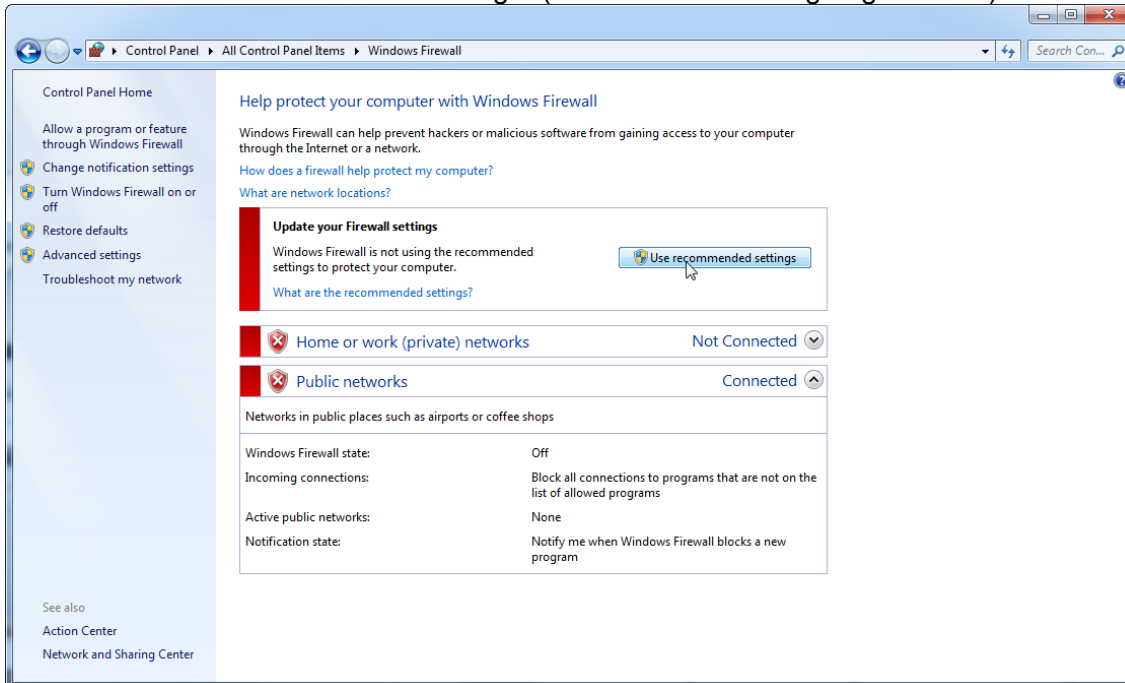 Control Panel ▸ All Control Panel Items ▸ Windows Firewall
Search Con...
Control Panel Home
Allow a program or feature
through Windows Firewall
Change notification settings
Turn Windows Firewall on or
off
Restore defaults
Advanced settings
Troubleshoot my network
See also
Action Center
Network and Sharing Center
Help protect your computer with Windows Firewall
Windows Firewall can help prevent hackers or malicious software from gaining access to your computer
through the Internet or a network.
How does a firewall help protect my computer?
What are network locations?
Update your Firewall settings
Windows Firewall is not using the recommended
settings to protect your computer.
Use recommended settings
What are the recommended settings?
Home or work (private) networks Not Connected
Public networks Connected
Networks in public places such as airports or coffee shops
Windows Firewall state: Off
Incoming connections: Block all connections to programs that are not on the
list of allowed programs
Active public networks: None
Notification state: Notify me when Windows Firewall blocks a new
program